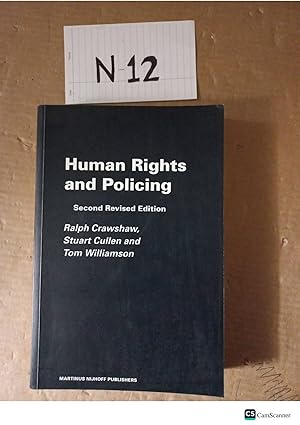 N-12
Human Rights
and Policing
Second Revised Edition
Ralph Crawshaw,
Stuart Cullen and
Tom Williamson
MARTINUS NIJHOFF PUBLISHERS
CS CamScanner